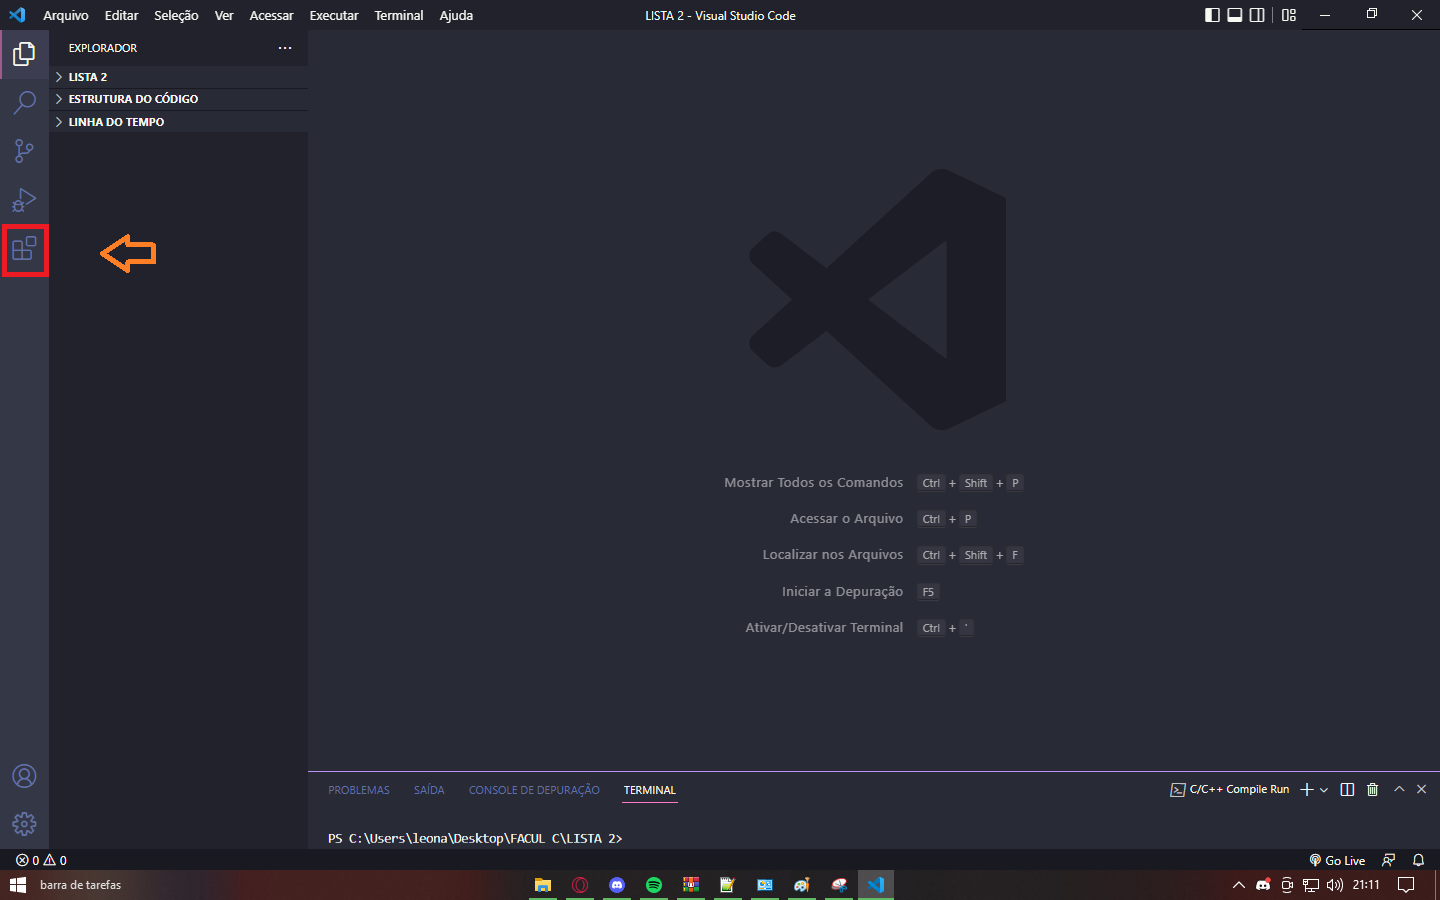 Arquivo Editar Seleção Ver Acessar Executar Terminal Ajuda LISTA 2 - Visual Studio Code
EXPLORADOR
LISTA 2
ESTRUTURA DO CÓDIGO
LINHA DO TEMPO
Mostrar Todos os Comandos Ctrl + Shift + P
Acessar o Arquivo Ctrl + P
Localizar nos Arquivos Ctrl + Shift + F
Iniciar a Depuração F5
Ativar/Desativar Terminal Ctrl + `
PROBLEMAS SAÍDA CONSOLE DE DEPURAÇÃO TERMINAL C/C++ Compile Run
PS C:\Users\leona\Desktop\FACUL C\LISTA 2>
0 0 Go Live
barra de tarefas 21:11